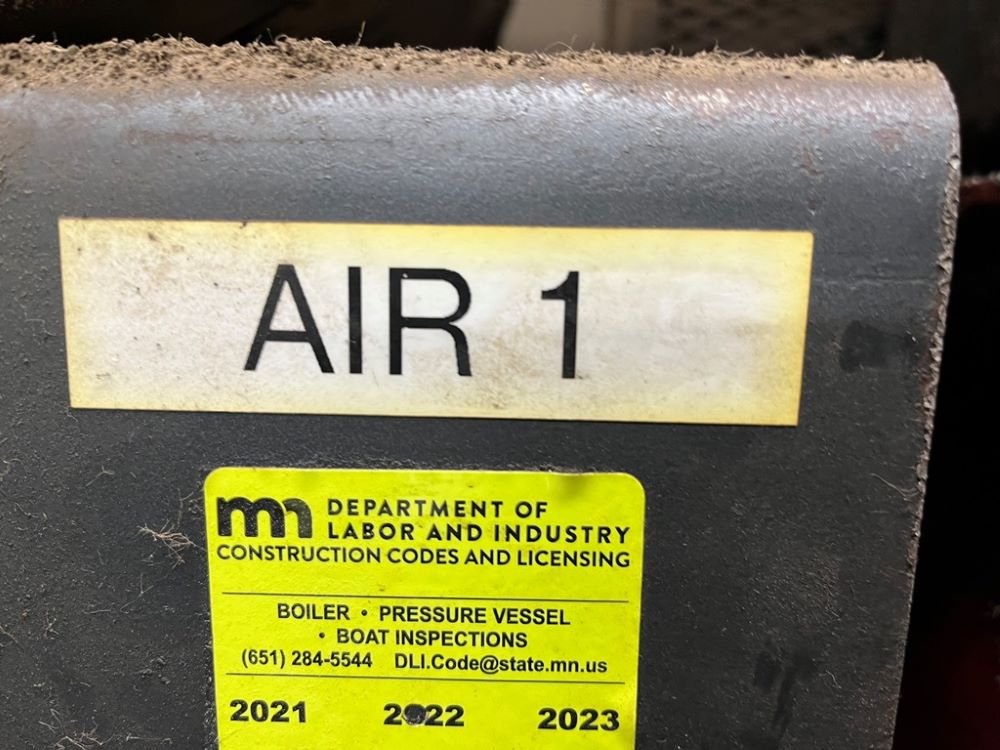 AIR 1
mn DEPARTMENT OF
LABOR AND INDUSTRY
CONSTRUCTION CODES AND LICENSING
BOILER • PRESSURE VESSEL
• BOAT INSPECTIONS
(651) 284-5544 DLI.Code@state.mn.us
2021 2022 2023